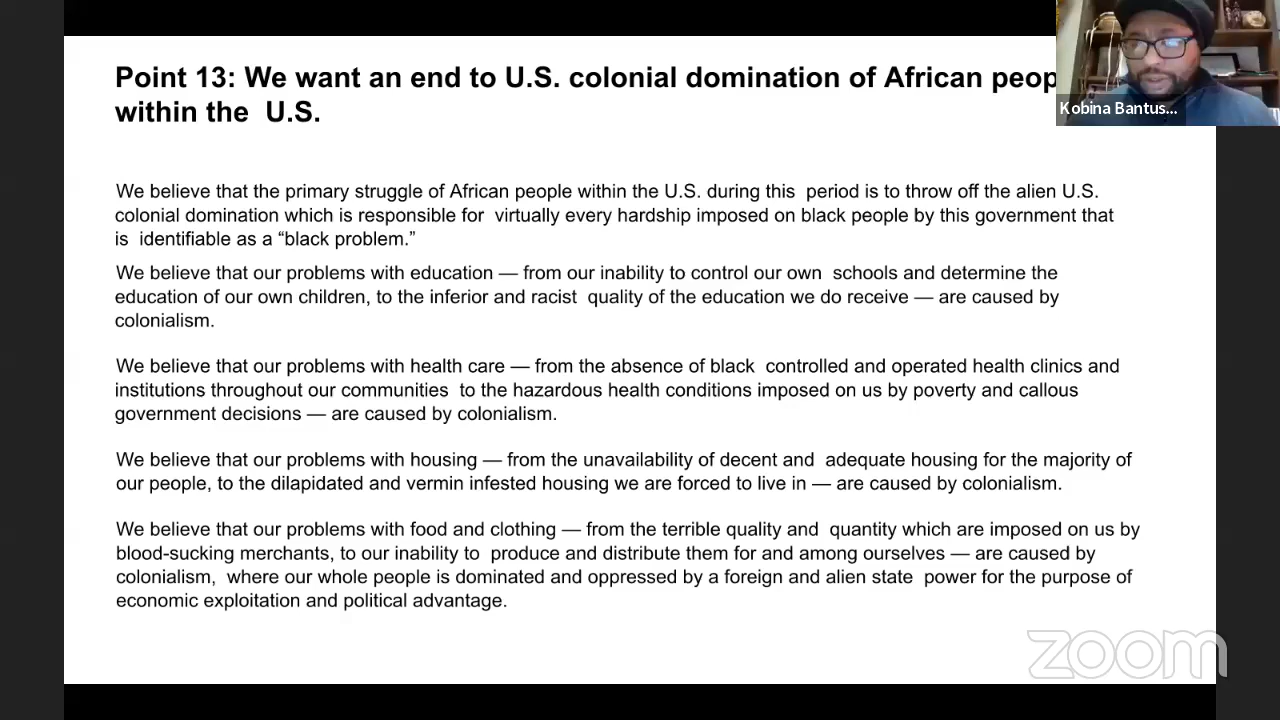 Point 13: We want an end to U.S. colonial domination of African
within the U.S.
Kobina Bantus...
We believe that the primary struggle of African people within the U.S. during this period is to throw off the alien U.S.
colonial domination which is responsible for virtually every hardship imposed on black people by this government that
is identifiable as a “black problem.”
We believe that our problems with education — from our inability to control our own schools and determine the
education of our own children, to the inferior and racist quality of the education we do receive — are caused by
colonialism.
We believe that our problems with health care — from the absence of black controlled and operated health clinics and
institutions throughout our communities to the hazardous health conditions imposed on us by poverty and callous
government decisions — are caused by colonialism.
We believe that our problems with housing — from the unavailability of decent and adequate housing for the majority of
our people, to the dilapidated and vermin infested housing we are forced to live in — are caused by colonialism.
We believe that our problems with food and clothing — from the terrible quality and quantity which are imposed on us by
blood-sucking merchants, to our inability to produce and distribute them for and among ourselves — are caused by
colonialism, where our whole people is dominated and oppressed by a foreign and alien state power for the purpose of
economic exploitation and political advantage.
zoom